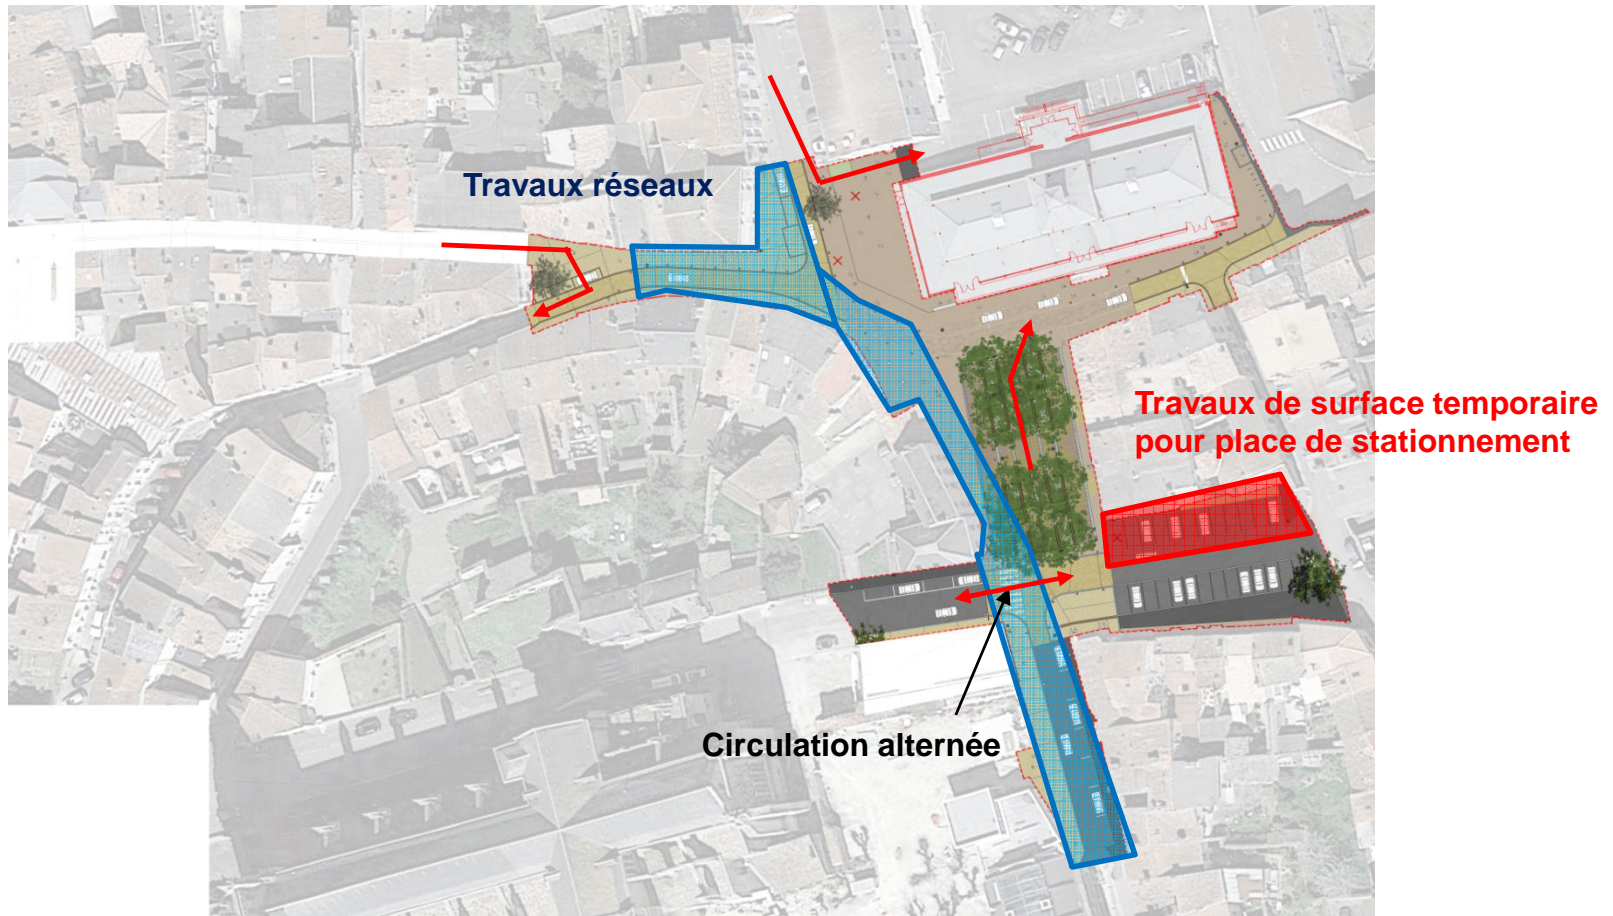 Travaux réseaux
Travaux de surface temporaire
pour place de stationnement
Circulation alternée